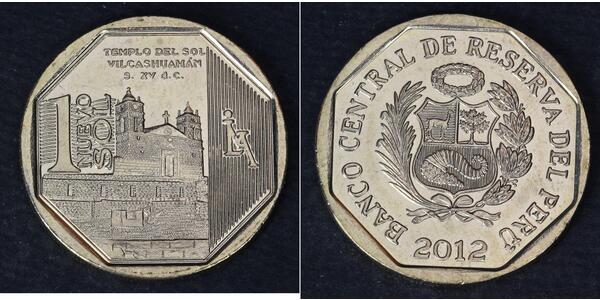 TEMPLO DEL SOL
VILCASHUAMÁN
S. XV d.C.
1
NUEVO
SOL
BANCO CENTRAL DE RESERVA DEL PERÚ
2012